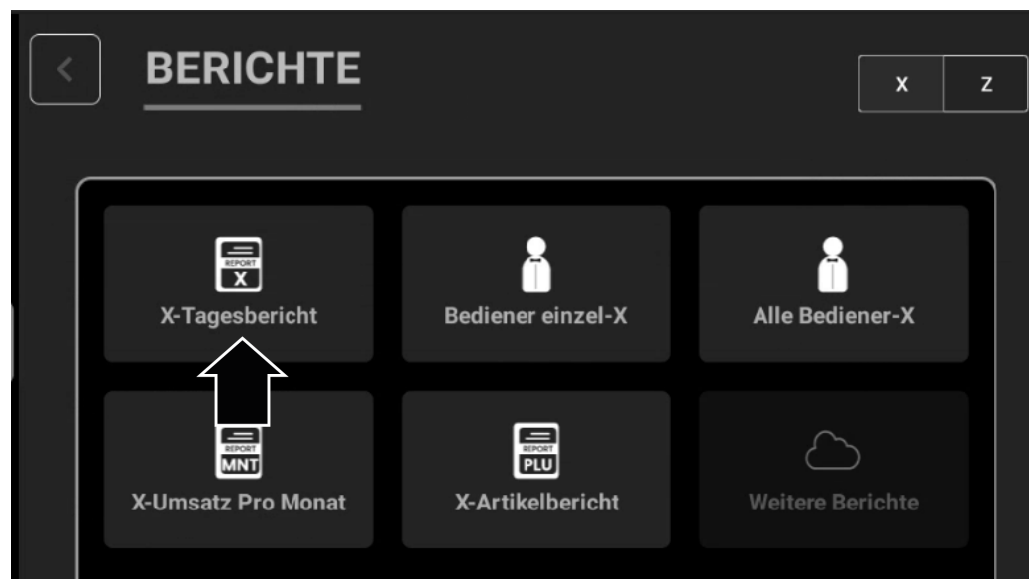 BERICHTE
X Z
REPORT
X
X-Tagesbericht
Bediener einzel-X
Alle Bediener-X
REPORT
MNT
X-Umsatz Pro Monat
REPORT
PLU
X-Artikelbericht
Weitere Berichte